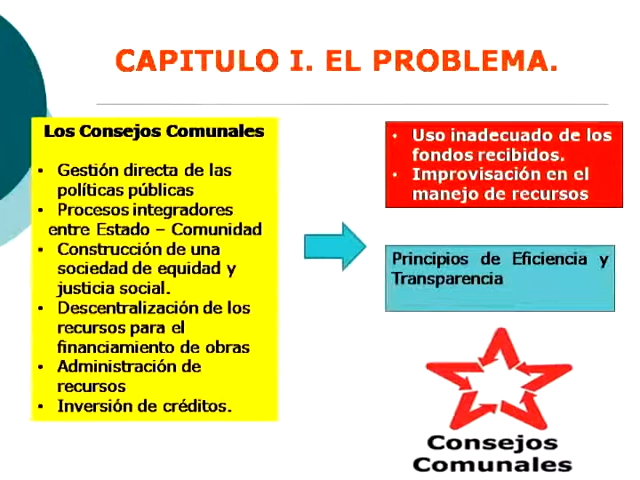 CAPITULO I. EL PROBLEMA.
Los Consejos Comunales
• Gestión directa de las
políticas públicas
• Procesos integradores
entre Estado – Comunidad
• Construcción de una
sociedad de equidad y
justicia social.
• Descentralización de los
recursos para el
financiamiento de obras
• Administración de
recursos
• Inversión de créditos.
• Uso inadecuado de los
fondos recibidos.
• Improvisación en el
manejo de recursos
Principios de Eficiencia y
Transparencia
Consejos
Comunales